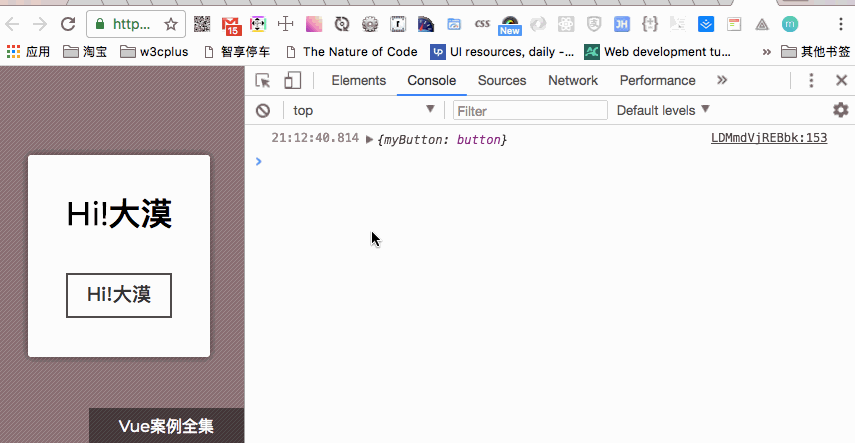 http...
15
css
New
JH
m
应用 淘宝 w3cplus 智享停车 The Nature of Code Up UI resources, daily -... Web development tu... » 其他书签
Elements Console Sources Network Performance »
top Filter Default levels
21:12:40.814 {myButton: button} LDMmdVjREBbk:153
Hi!大漠
Hi!大漠
Vue案例全集